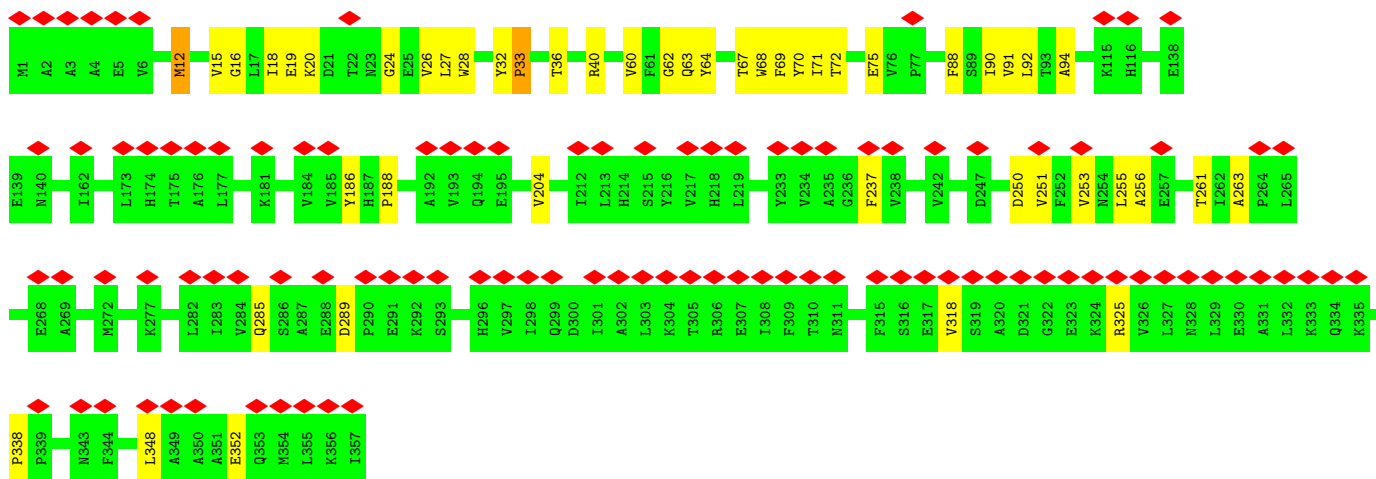 M1 A2 A3 A4 E5 V6 M12 V15 G16 L17 I18 E19 K20 D21 T22 N23 G24 E25 V26 L27 W28 Y32 P33 T36 R40 V60 F61 G62 Q63 Y64 T67 W68 F69 Y70 I71 T72 E75 V76 P77 F88 S89 I90 V91 L92 T93 A94 K115 H116 E138
E139 N140 I162 L173 H174 T175 A176 L177 K181 V184 V185 Y186 H187 P188 A192 V193 Q194 E195 V204 I212 L213 H214 S215 Y216 V217 H218 L219 Y233 V234 A235 G236 F237 V238 V242 D247 D250 V251 F252 V253 N254 L255 A256 E257 T261 I262 A263 P264 L265
E268 A269 M272 K277 L282 I283 V284 Q285 S286 A287 E288 D289 P290 E291 K292 S293 H296 V297 I298 Q299 D300 I301 A302 L303 K304 T305 R306 E307 I308 F309 T310 N311 F315 S316 E317 V318 S319 A320 D321 G322 E323 K324 R325 V326 L327 N328 L329 E330 A331 L332 K333 Q334 K335
P338 P339 N343 F344 L348 A349 A350 A351 E352 Q353 M354 L355 K356 I357